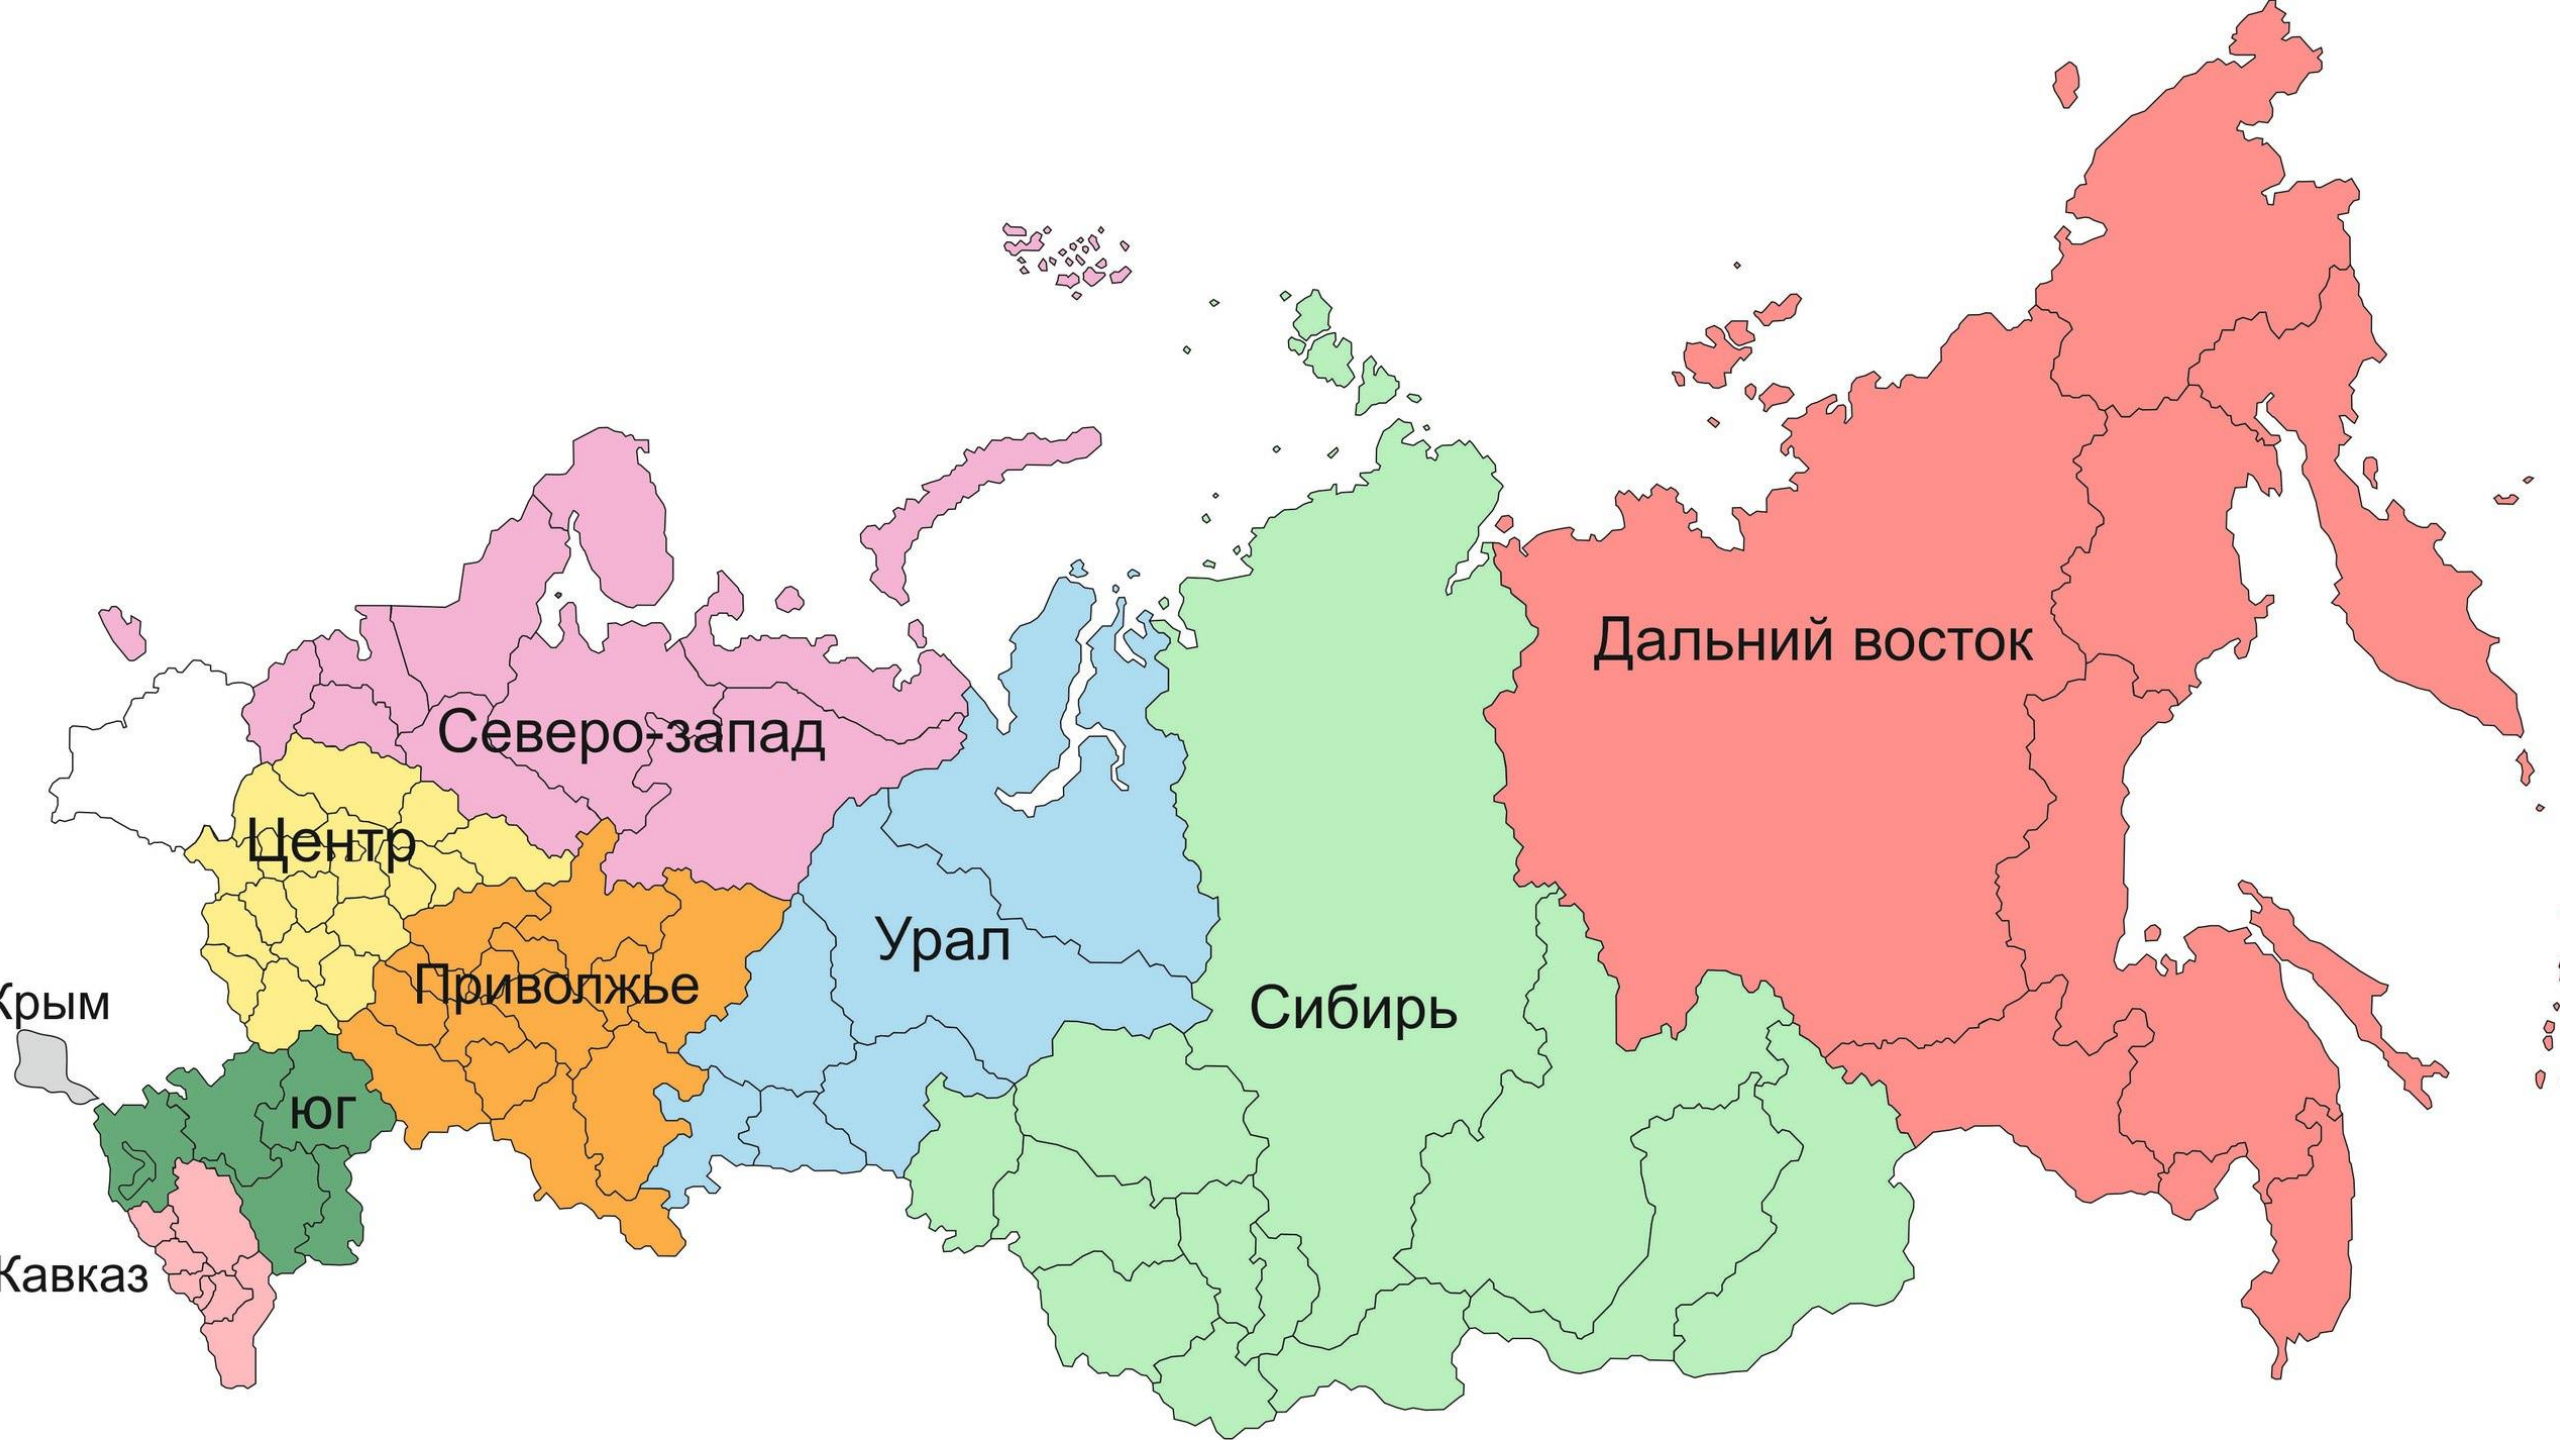 Дальний восток
Северо-запад
Центр
Урал
Приволжье
Крым
Сибирь
юг
Кавказ